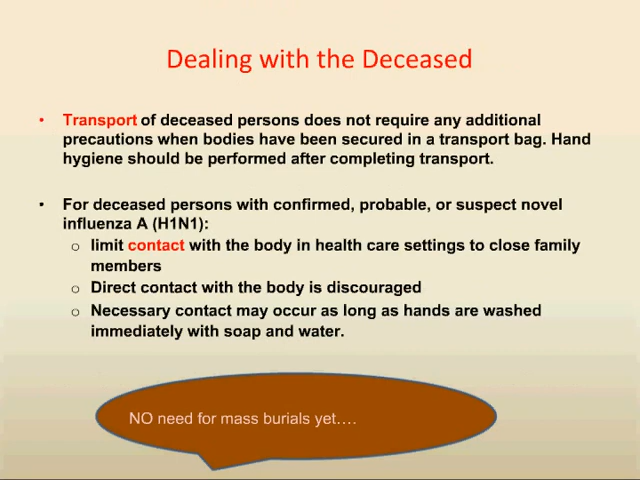 Dealing with the Deceased
• Transport of deceased persons does not require any additional
precautions when bodies have been secured in a transport bag. Hand
hygiene should be performed after completing transport.
• For deceased persons with confirmed, probable, or suspect novel
influenza A (H1N1):
o limit contact with the body in health care settings to close family
members
o Direct contact with the body is discouraged
o Necessary contact may occur as long as hands are washed
immediately with soap and water.
NO need for mass burials yet….